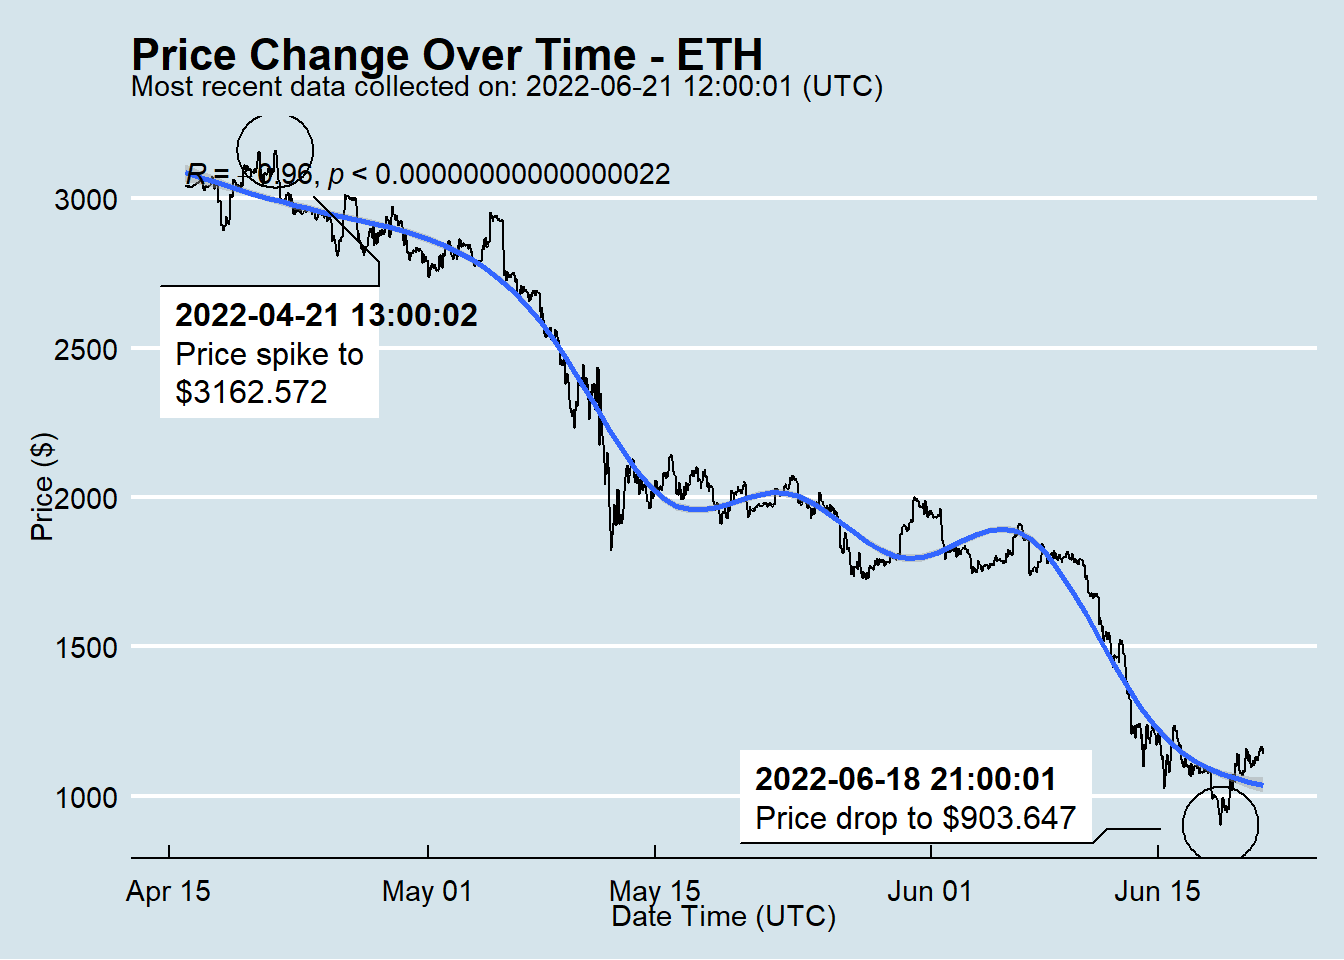 Price Change Over Time - ETH
Most recent data collected on: 2022-06-21 12:00:01 (UTC)
R = −0.96, p < 0.00000000000000022
3000
2500
2000
1500
1000
Price ($)
2022-04-21 13:00:02
Price spike to
$3162.572
2022-06-18 21:00:01
Price drop to $903.647
Apr 15
May 01
May 15
Jun 01
Jun 15
Date Time (UTC)